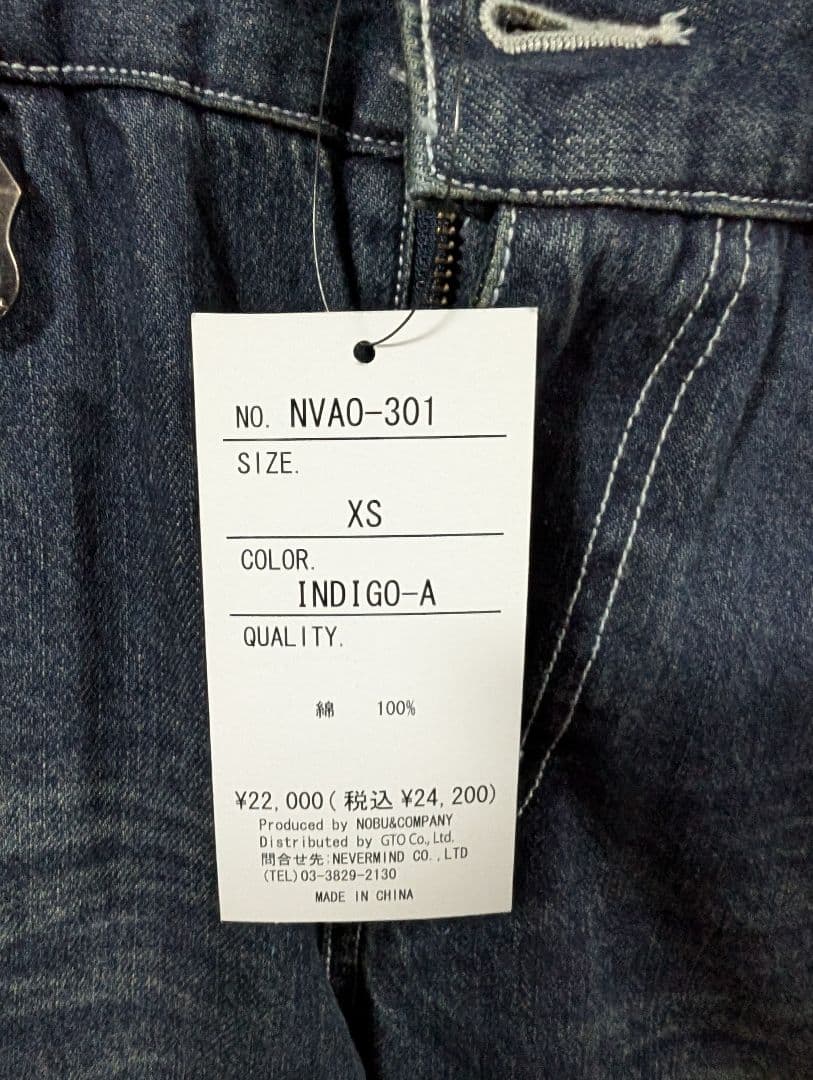 NO. NVAO-301
SIZE.
XS
COLOR.
INDIGO-A
QUALITY.
綿 100%
¥22,000(税込 ¥24,200)
Produced by NOBU&COMPANY
Distributed by GTO Co., Ltd.
問合せ先:NEVERMIND CO.,LTD
(TEL)03-3829-2130
MADE IN CHINA